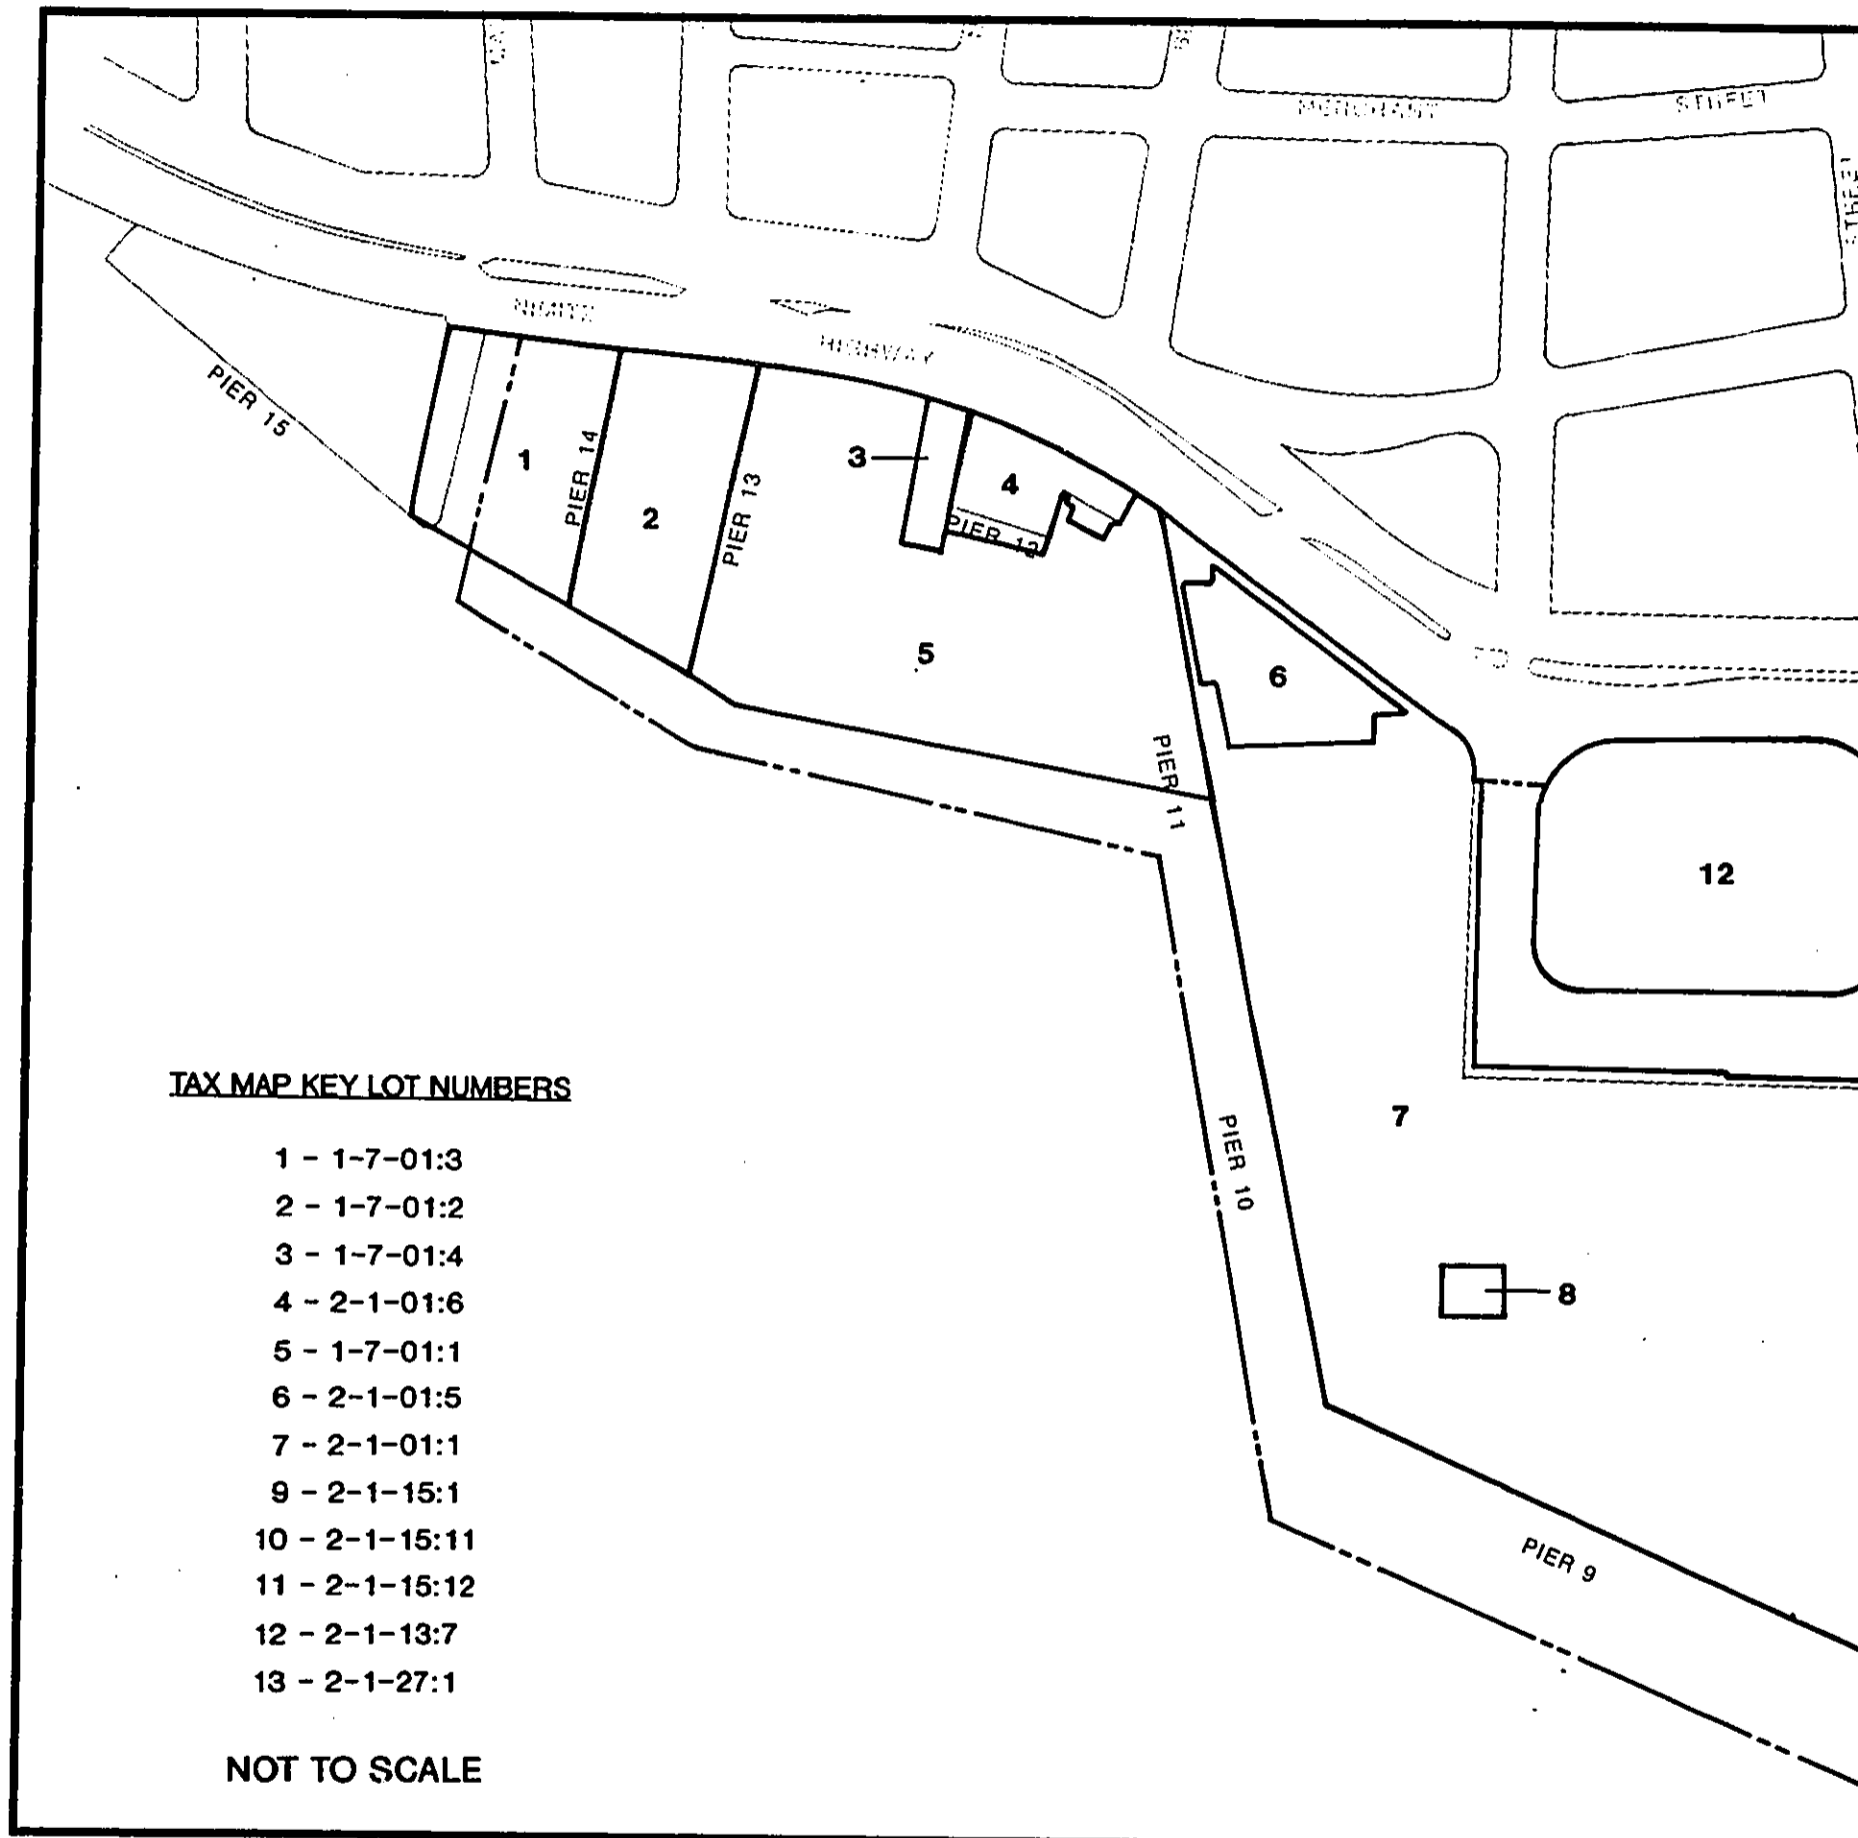 MERCHANT STREET
STREET
NIMITZ
HIGHWAY
PIER 15
1
PIER 14
2
PIER 13
3
4
PIER 12
5
6
PIER 11
12
7
PIER 10
8
PIER 9
TAX MAP KEY LOT NUMBERS
1 - 1-7-01:3
2 - 1-7-01:2
3 - 1-7-01:4
4 - 2-1-01:6
5 - 1-7-01:1
6 - 2-1-01:5
7 - 2-1-01:1
9 - 2-1-15:1
10 - 2-1-15:11
11 - 2-1-15:12
12 - 2-1-13:7
13 - 2-1-27:1
NOT TO SCALE